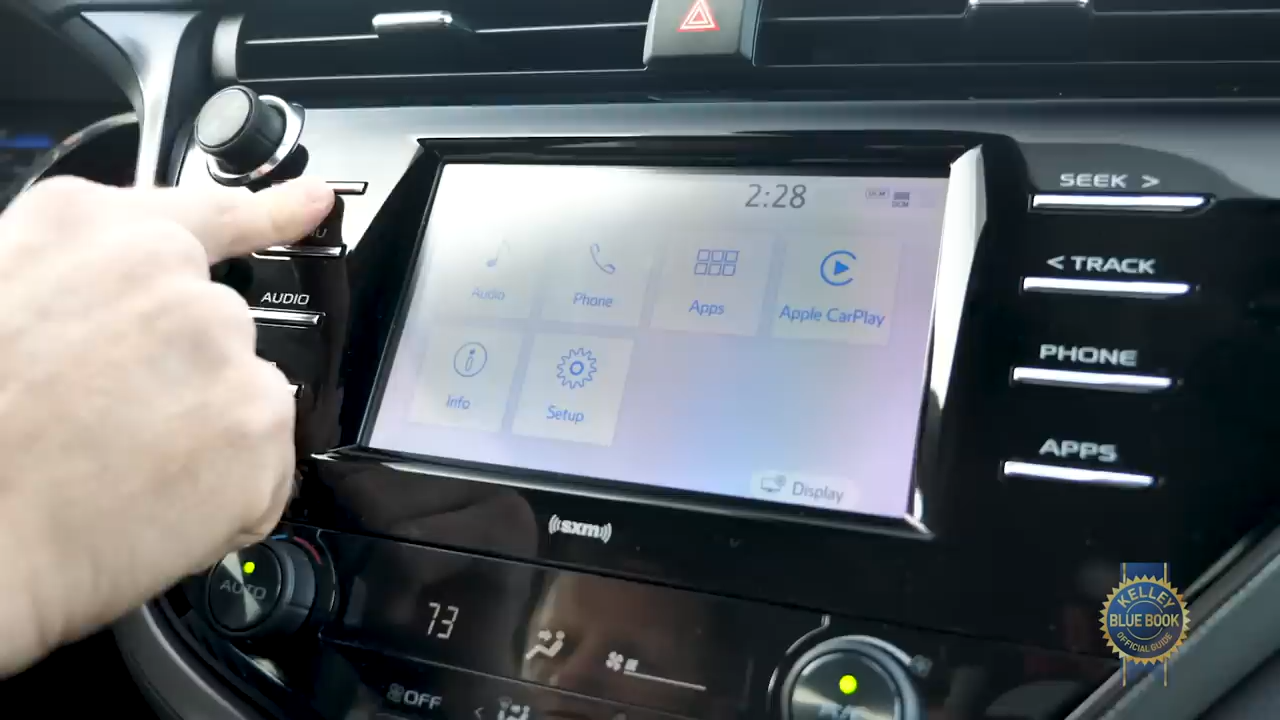 2:28
DCM
SEEK >
< TRACK
PHONE
APPS
AUDIO
Audio
Phone
Apps
Apple CarPlay
Info
Setup
Display
((sxm))
AUTO
73
OFF
<
KELLEY
BLUE BOOK
OFFICIAL GUIDE